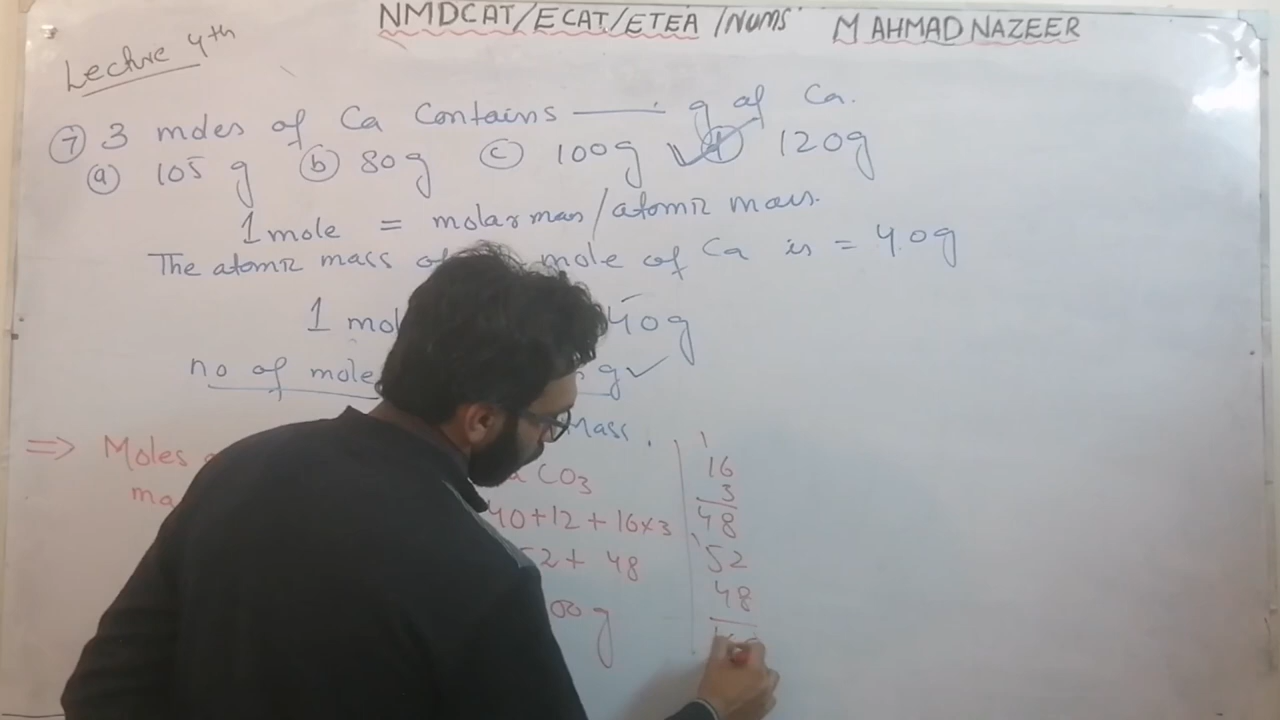 NMDCAT/ECAT/ETEA/NUMS M AHMAD NAZEER
Lecture 4th
⑦ 3 moles of Ca Contains ——— g of Ca.
ⓐ 105 g ⓑ 80g ⓒ 100g ✓ⓓ 120g
1 mole = molar mass/atomic mass.
The atomic mass of mole of Ca is = 40g
1 mol 40g
no of mole g ✓
Mass.
⇒ Moles
ma
CO₃
40+12+16×3
52+ 48
00g
1
16
3
48
1
52
48